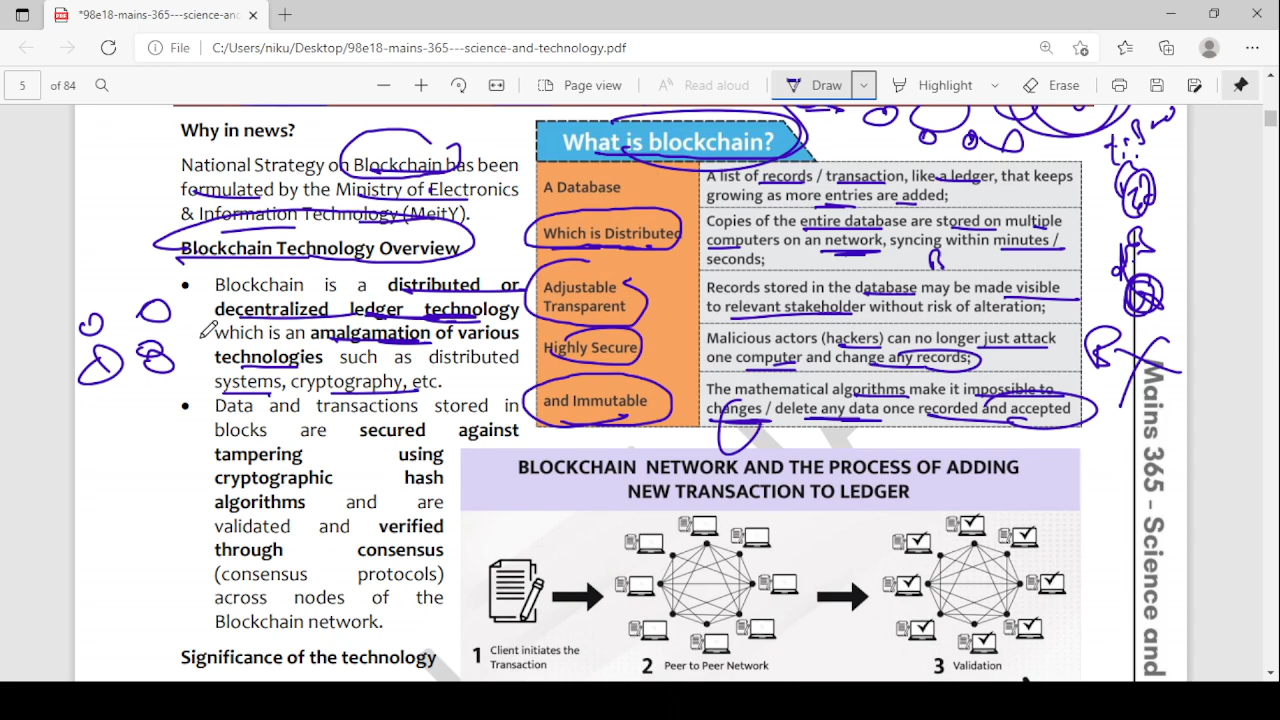 *98e18-mains-365---science-and
File
C:/Users/niku/Desktop/98e18-mains-365---science-and-technology.pdf
5
of 84
Page view
Read aloud
Draw
Highlight
Erase
Why in news?
National Strategy on Blockchain has been
formulated by the Ministry of Electronics
& Information Technology (MeitY).
Blockchain Technology Overview
• Blockchain is a distributed or
decentralized ledger technology
which is an amalgamation of various
technologies such as distributed
systems, cryptography, etc.
• Data and transactions stored in
blocks are secured against
tampering using
cryptographic hash
algorithms and are
validated and verified
through consensus
(consensus protocols)
across nodes of the
Blockchain network.
Significance of the technology
What is blockchain?
A Database
A list of records / transaction, like a ledger, that keeps
growing as more entries are added;
Which is Distributed
Copies of the entire database are stored on multiple
computers on an network, syncing within minutes /
seconds;
Adjustable
Transparent
Records stored in the database may be made visible
to relevant stakeholder without risk of alteration;
Highly Secure
Malicious actors (hackers) can no longer just attack
one computer and change any records;
and Immutable
The mathematical algorithms make it impossible to
changes / delete any data once recorded and accepted
BLOCKCHAIN NETWORK AND THE PROCESS OF ADDING
NEW TRANSACTION TO LEDGER
1 Client initiates the
Transaction
2 Peer to Peer Network
3 Validation
Mains 365 - Science and